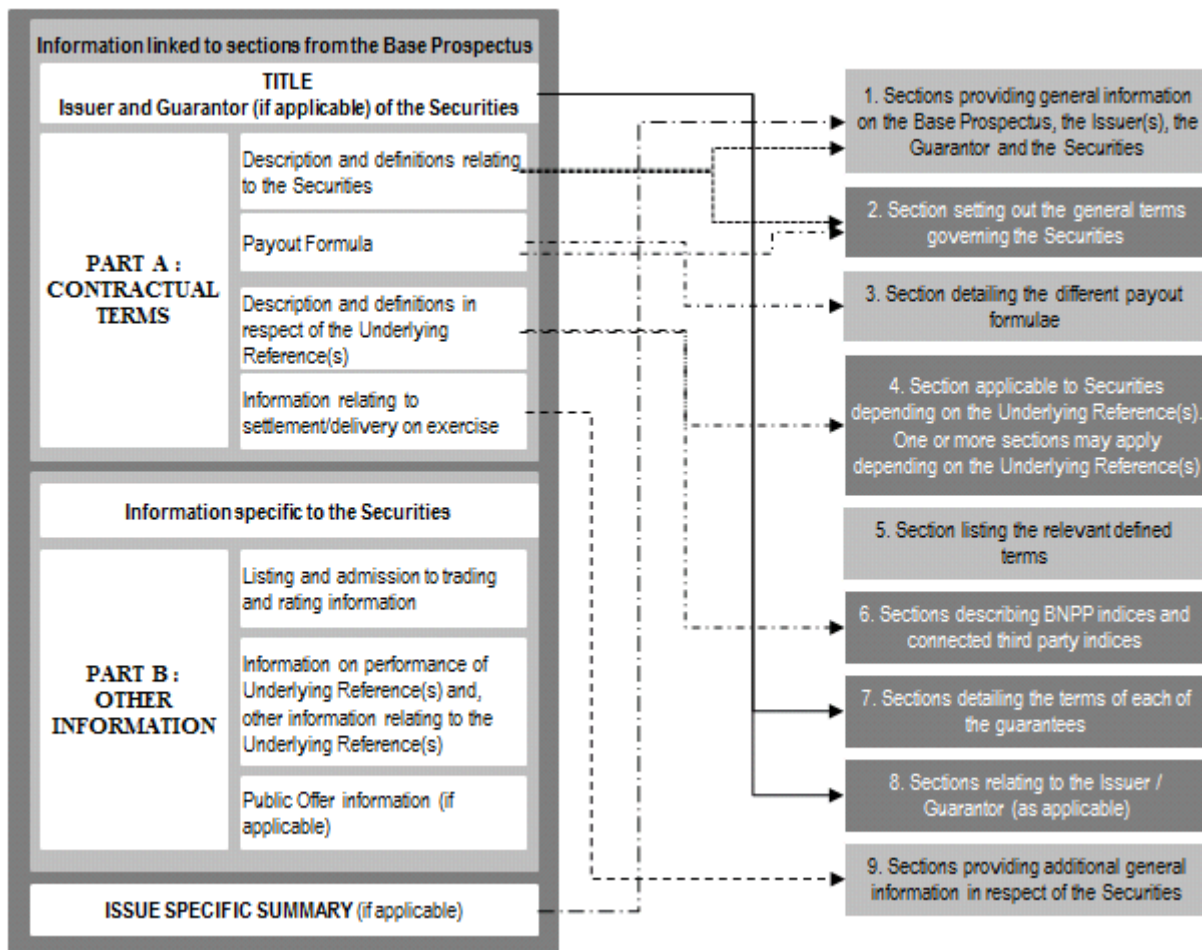 Information linked to sections from the Base Prospectus
TITLE
Issuer and Guarantor (if applicable) of the Securities
PART A :
CONTRACTUAL
TERMS
Description and definitions relating
to the Securities
Payout Formula
Description and definitions in
respect of the Underlying
Reference(s)
Information relating to
settlement/delivery on exercise
Information specific to the Securities
PART B :
OTHER
INFORMATION
Listing and admission to trading
and rating information
Information on performance of
Underlying Reference(s) and,
other information relating to the
Underlying Reference(s)
Public Offer information (if
applicable)
ISSUE SPECIFIC SUMMARY (if applicable)
1. Sections providing general information
on the Base Prospectus, the Issuer(s), the
Guarantor and the Securities
2. Section setting out the general terms
governing the Securities
3. Section detailing the different payout
formulae
4. Section applicable to Securities
depending on the Underlying Reference(s).
One or more sections may apply
depending on the Underlying Reference(s)
5. Section listing the relevant defined
terms
6. Sections describing BNPP indices and
connected third party indices
7. Sections detailing the terms of each of
the guarantees
8. Sections relating to the Issuer /
Guarantor (as applicable)
9. Sections providing additional general
information in respect of the Securities